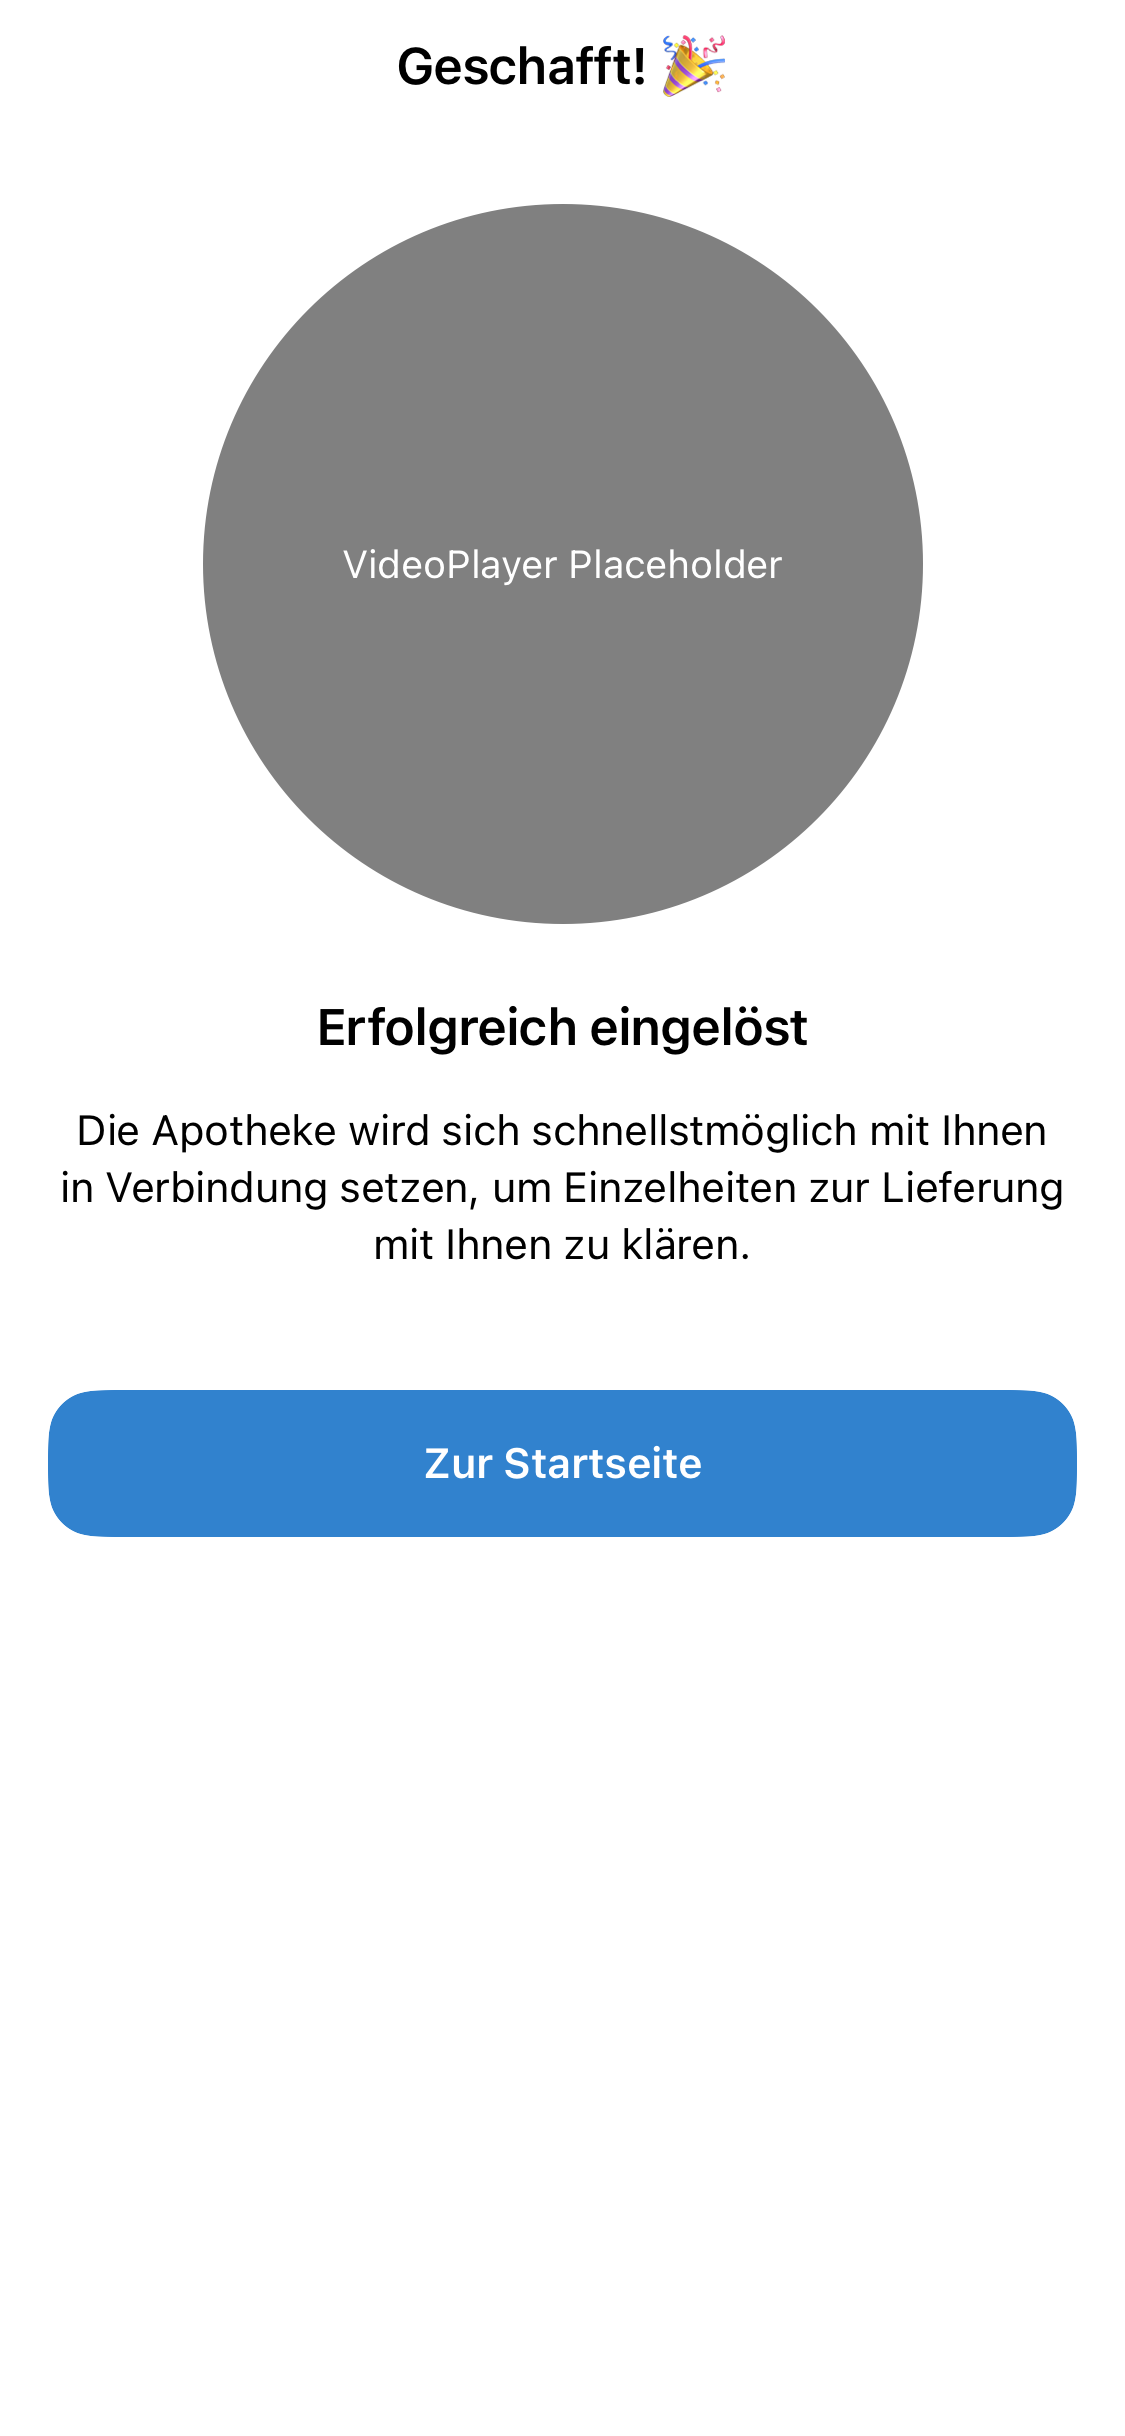 Geschafft! 🎉
VideoPlayer Placeholder
Erfolgreich eingelöst
Die Apotheke wird sich schnellstmöglich mit Ihnen
in Verbindung setzen, um Einzelheiten zur Lieferung
mit Ihnen zu klären.
Zur Startseite